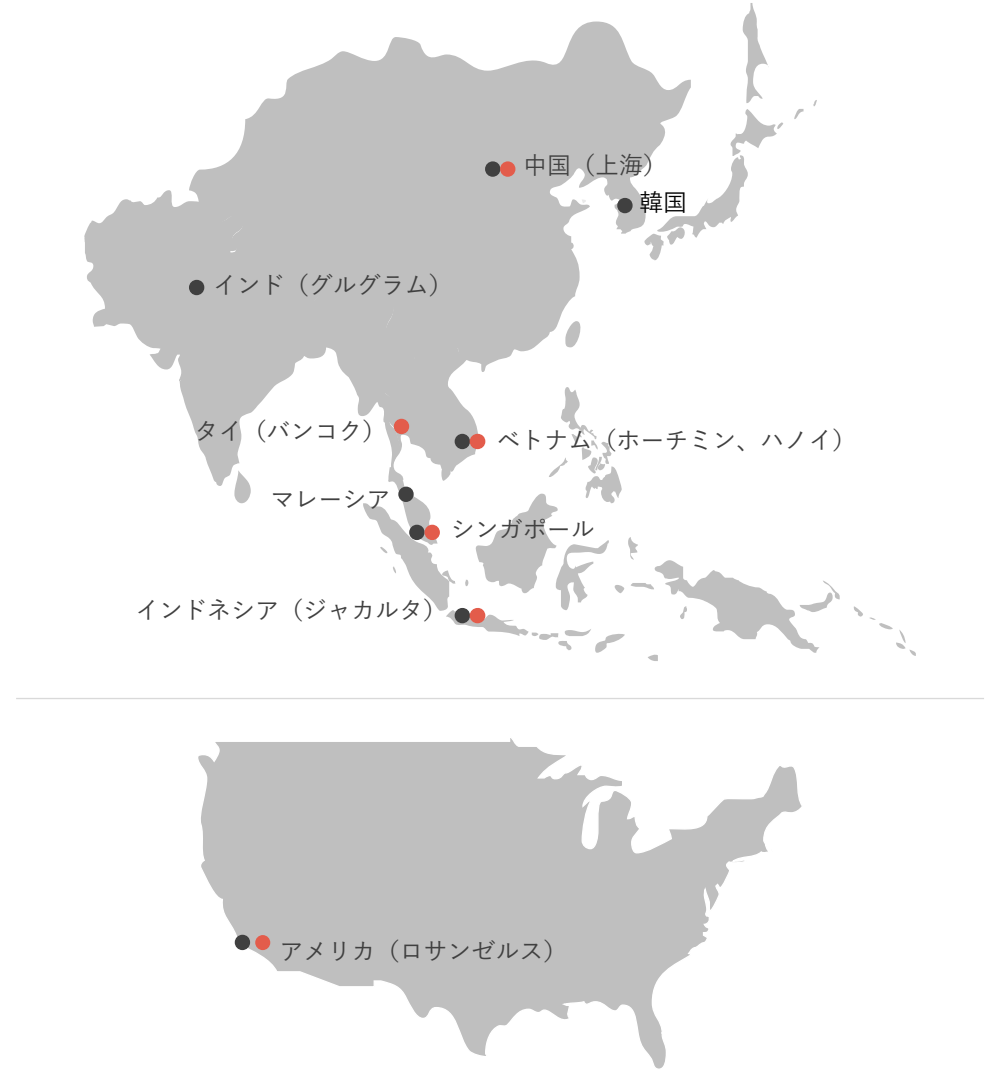 中国（上海）
韓国
インド（グルグラム）
タイ（バンコク）
ベトナム（ホーチミン、ハノイ）
マレーシア
シンガポール
インドネシア（ジャカルタ）
アメリカ（ロサンゼルス）